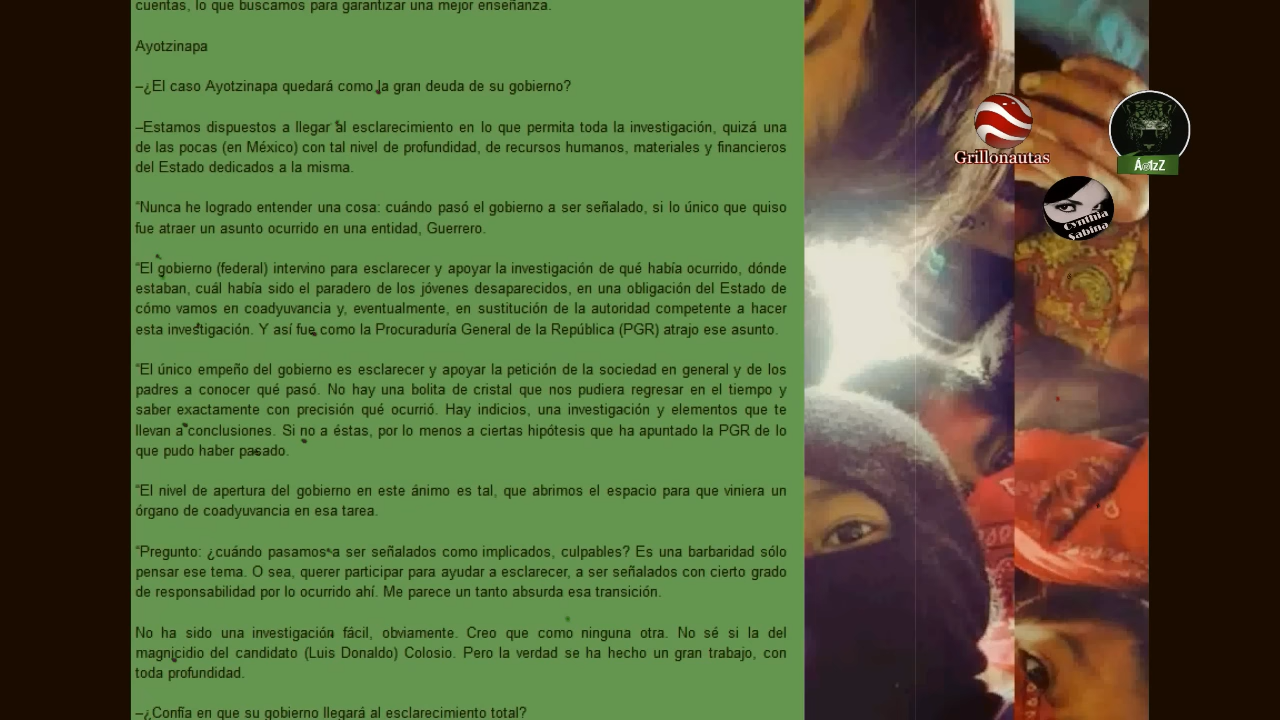 cuentas, lo que buscamos para garantizar una mejor enseñanza.
Ayotzinapa
–¿El caso Ayotzinapa quedará como la gran deuda de su gobierno?
–Estamos dispuestos a llegar al esclarecimiento en lo que permita toda la investigación, quizá una
de las pocas (en México) con tal nivel de profundidad, de recursos humanos, materiales y financieros
del Estado dedicados a la misma.
“Nunca he logrado entender una cosa: cuándo pasó el gobierno a ser señalado, si lo único que quiso
fue atraer un asunto ocurrido en una entidad, Guerrero.
“El gobierno (federal) intervino para esclarecer y apoyar la investigación de qué había ocurrido, dónde
estaban, cuál había sido el paradero de los jóvenes desaparecidos, en una obligación del Estado de
cómo vamos en coadyuvancia y, eventualmente, en sustitución de la autoridad competente a hacer
esta investigación. Y así fue como la Procuraduría General de la República (PGR) atrajo ese asunto.
“El único empeño del gobierno es esclarecer y apoyar la petición de la sociedad en general y de los
padres a conocer qué pasó. No hay una bolita de cristal que nos pudiera regresar en el tiempo y
saber exactamente con precisión qué ocurrió. Hay indicios, una investigación y elementos que te
llevan a conclusiones. Si no a éstas, por lo menos a ciertas hipótesis que ha apuntado la PGR de lo
que pudo haber pasado.
“El nivel de apertura del gobierno en este ánimo es tal, que abrimos el espacio para que viniera un
órgano de coadyuvancia en esa tarea.
“Pregunto: ¿cuándo pasamos a ser señalados como implicados, culpables? Es una barbaridad sólo
pensar ese tema. O sea, querer participar para ayudar a esclarecer, a ser señalados con cierto grado
de responsabilidad por lo ocurrido ahí. Me parece un tanto absurda esa transición.
No ha sido una investigación fácil, obviamente. Creo que como ninguna otra. No sé si la del
magnicidio del candidato (Luis Donaldo) Colosio. Pero la verdad se ha hecho un gran trabajo, con
toda profundidad.
–¿Confía en que su gobierno llegará al esclarecimiento total?
Grillonautas
Cynthia
Sabina